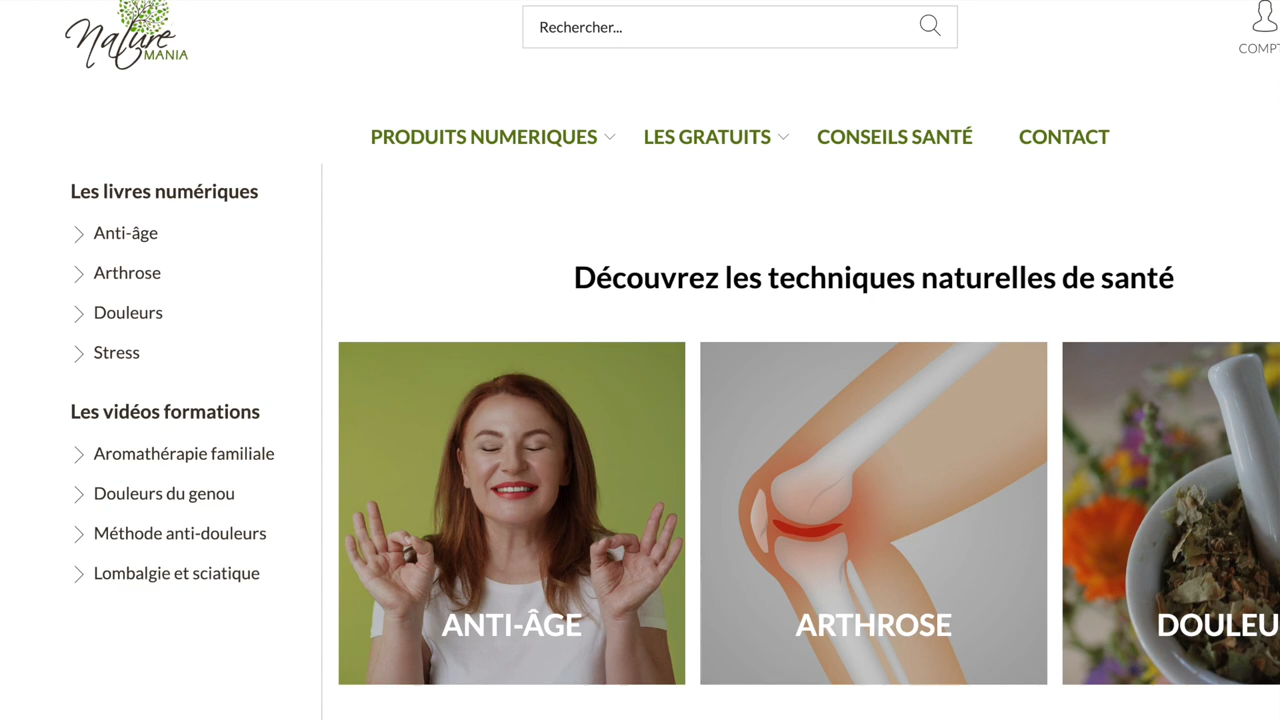 Nature
MANIA
Rechercher...
PRODUITS NUMERIQUES
LES GRATUITS
CONSEILS SANTÉ
CONTACT
Les livres numériques
Anti-âge
Arthrose
Douleurs
Stress
Les vidéos formations
Aromathérapie familiale
Douleurs du genou
Méthode anti-douleurs
Lombalgie et sciatique
Découvrez les techniques naturelles de santé
ANTI-ÂGE
ARTHROSE